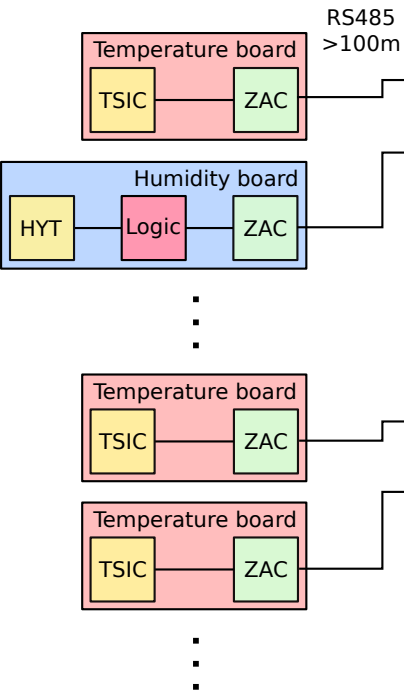 RS485
>100m
Temperature board
TSIC
ZAC
Humidity board
HYT
Logic
ZAC
Temperature board
TSIC
ZAC
Temperature board
TSIC
ZAC